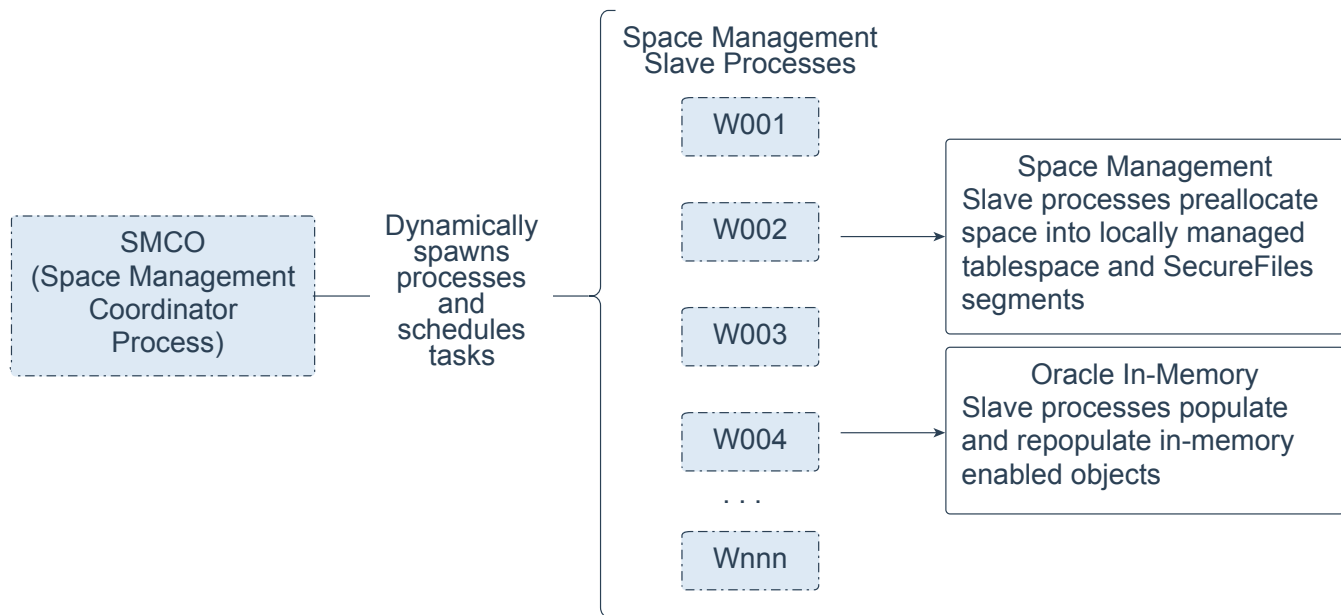 SMCO
(Space Management
Coordinator
Process)
Dynamically
spawns
processes
and
schedules
tasks
Space Management
Slave Processes
W001
W002
W003
W004
. . .
Wnnn
Space Management
Slave processes preallocate
space into locally managed
tablespace and SecureFiles
segments
Oracle In-Memory
Slave processes populate
and repopulate in-memory
enabled objects